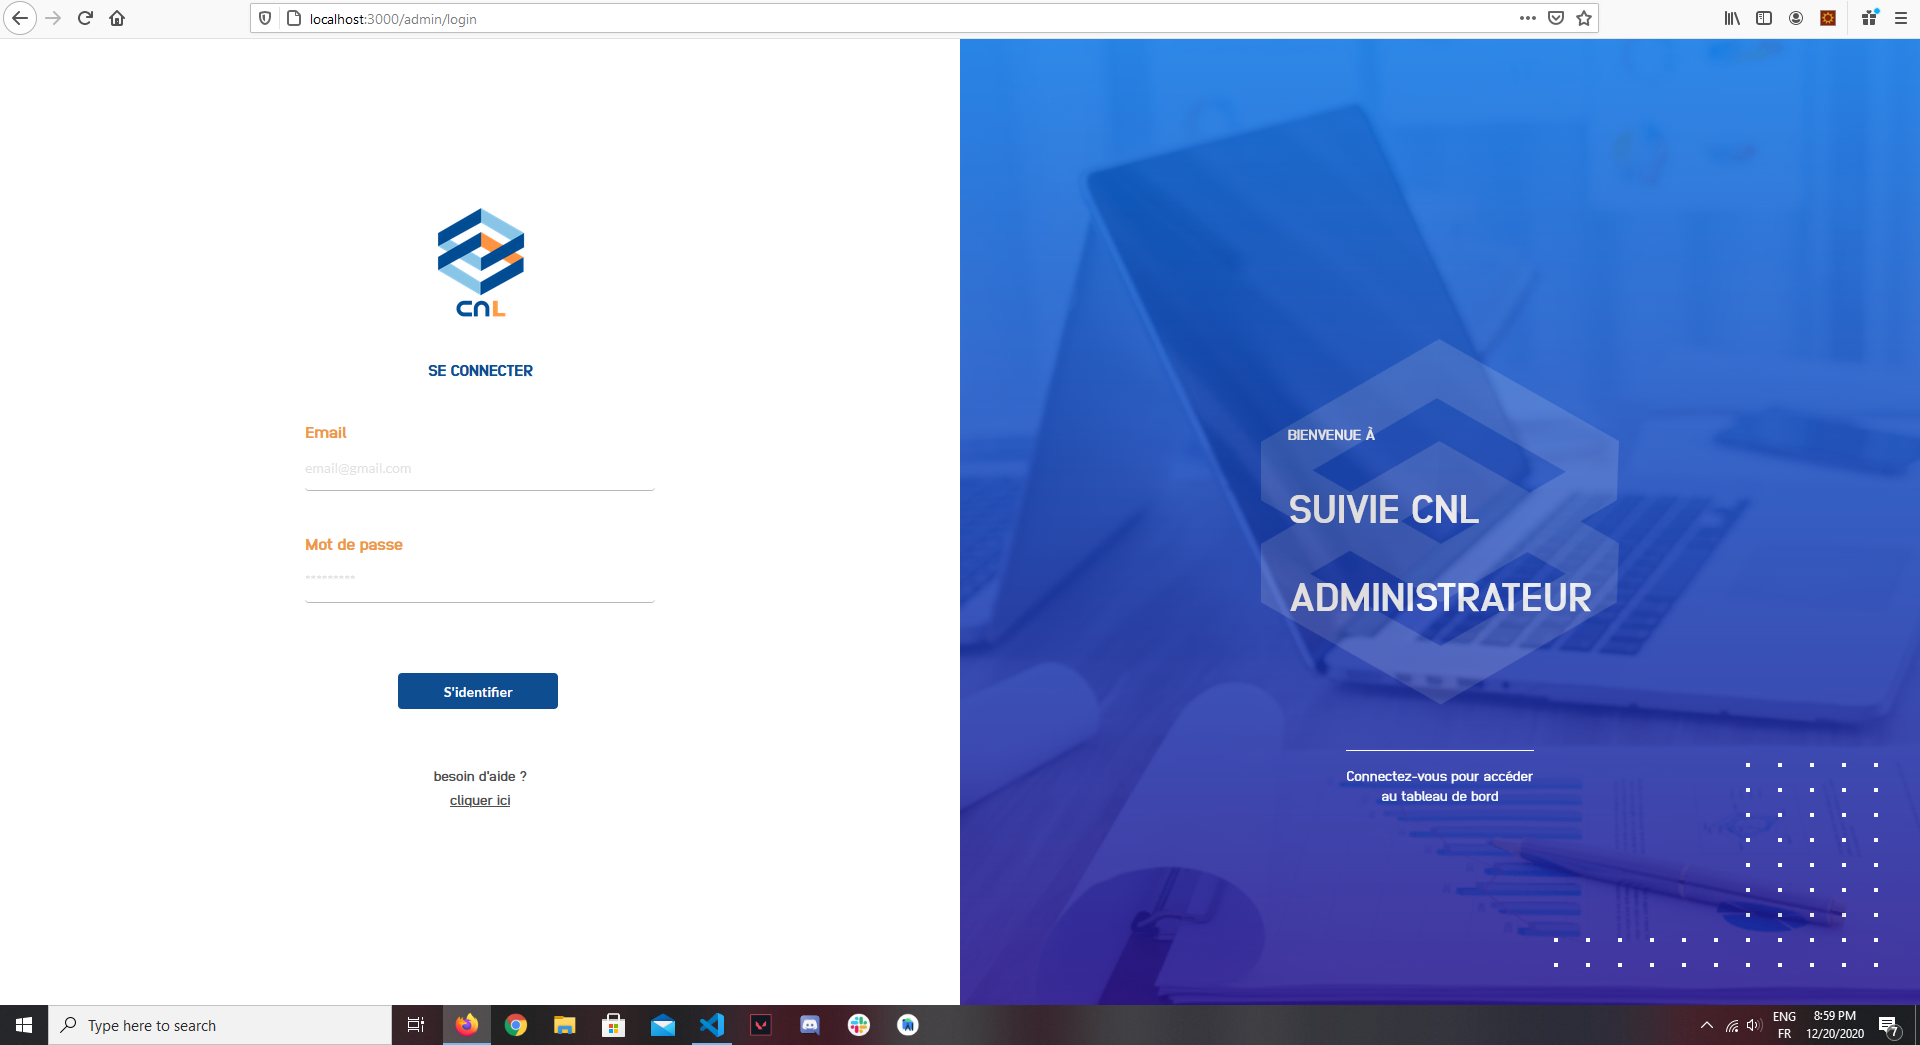 localhost:3000/admin/login
CNL
SE CONNECTER
Email
email@gmail.com
Mot de passe
*********
S'identifier
besoin d'aide ?
cliquer ici
BIENVENUE À
SUIVIE CNL
ADMINISTRATEUR
Connectez-vous pour accéder
au tableau de bord
Type here to search
ENG
FR
8:59 PM
12/20/2020
7